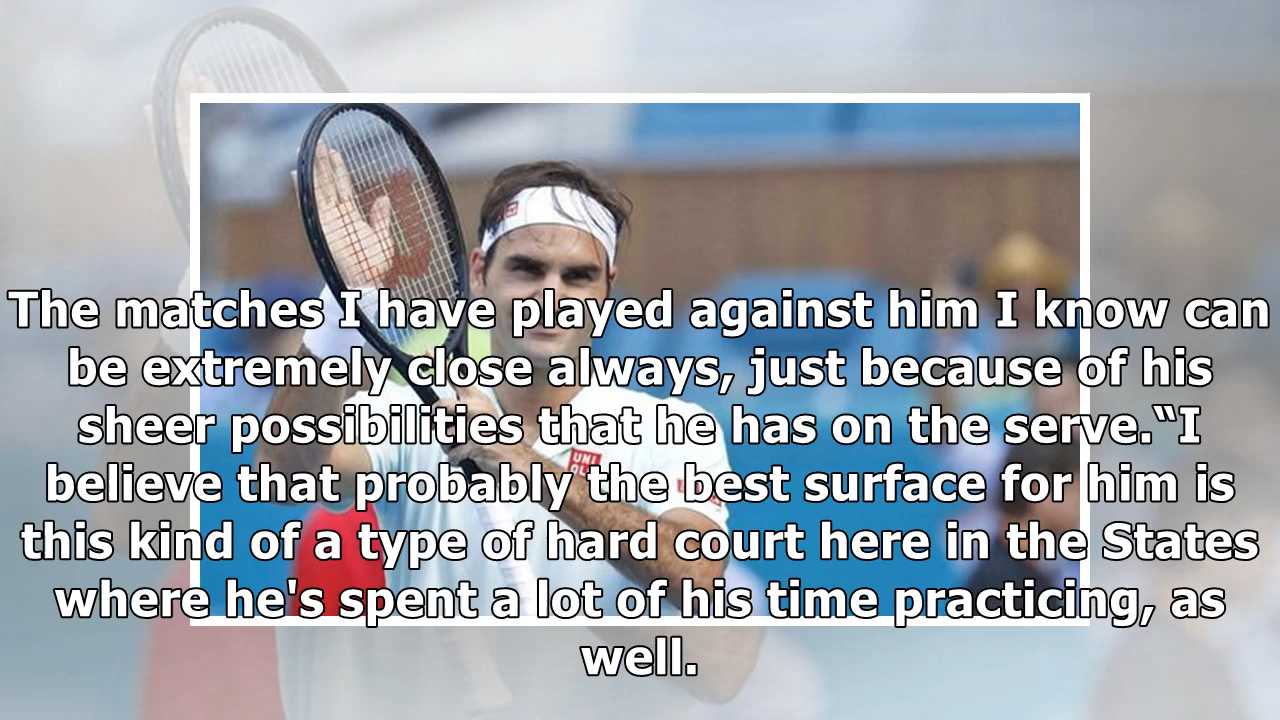 The matches I have played against him I know can
be extremely close always, just because of his
sheer possibilities that he has on the serve.“I
believe that probably the best surface for him is
this kind of a type of hard court here in the States
where he's spent a lot of his time practicing, as
well.
UNI
QLO